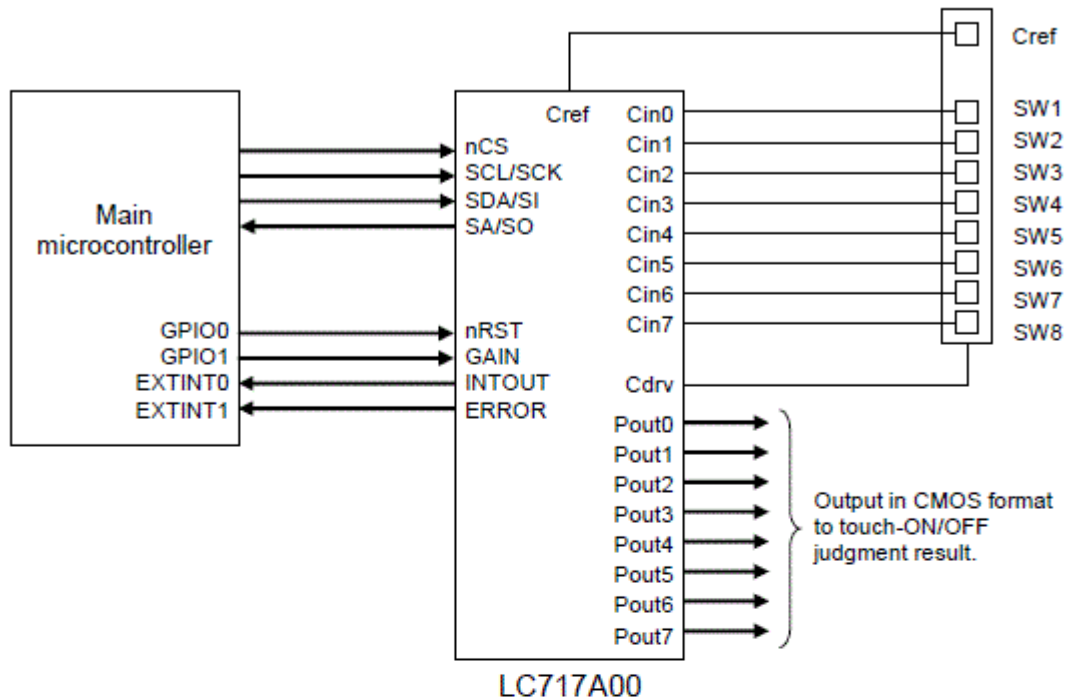 Cref
SW1
SW2
SW3
SW4
SW5
SW6
SW7
SW8
Main
microcontroller
GPIO0
GPIO1
EXTINT0
EXTINT1
nCS
SCL/SCK
SDA/SI
SA/SO
nRST
GAIN
INTOUT
ERROR
Cref
Cin0
Cin1
Cin2
Cin3
Cin4
Cin5
Cin6
Cin7
Cdrv
Pout0
Pout1
Pout2
Pout3
Pout4
Pout5
Pout6
Pout7
Output in CMOS format
to touch-ON/OFF
judgment result.
LC717A00